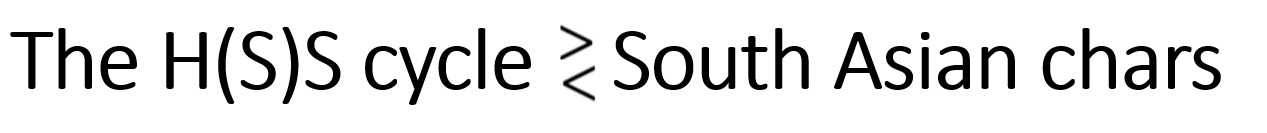 The H(S)S cycle ≷ South Asian chars